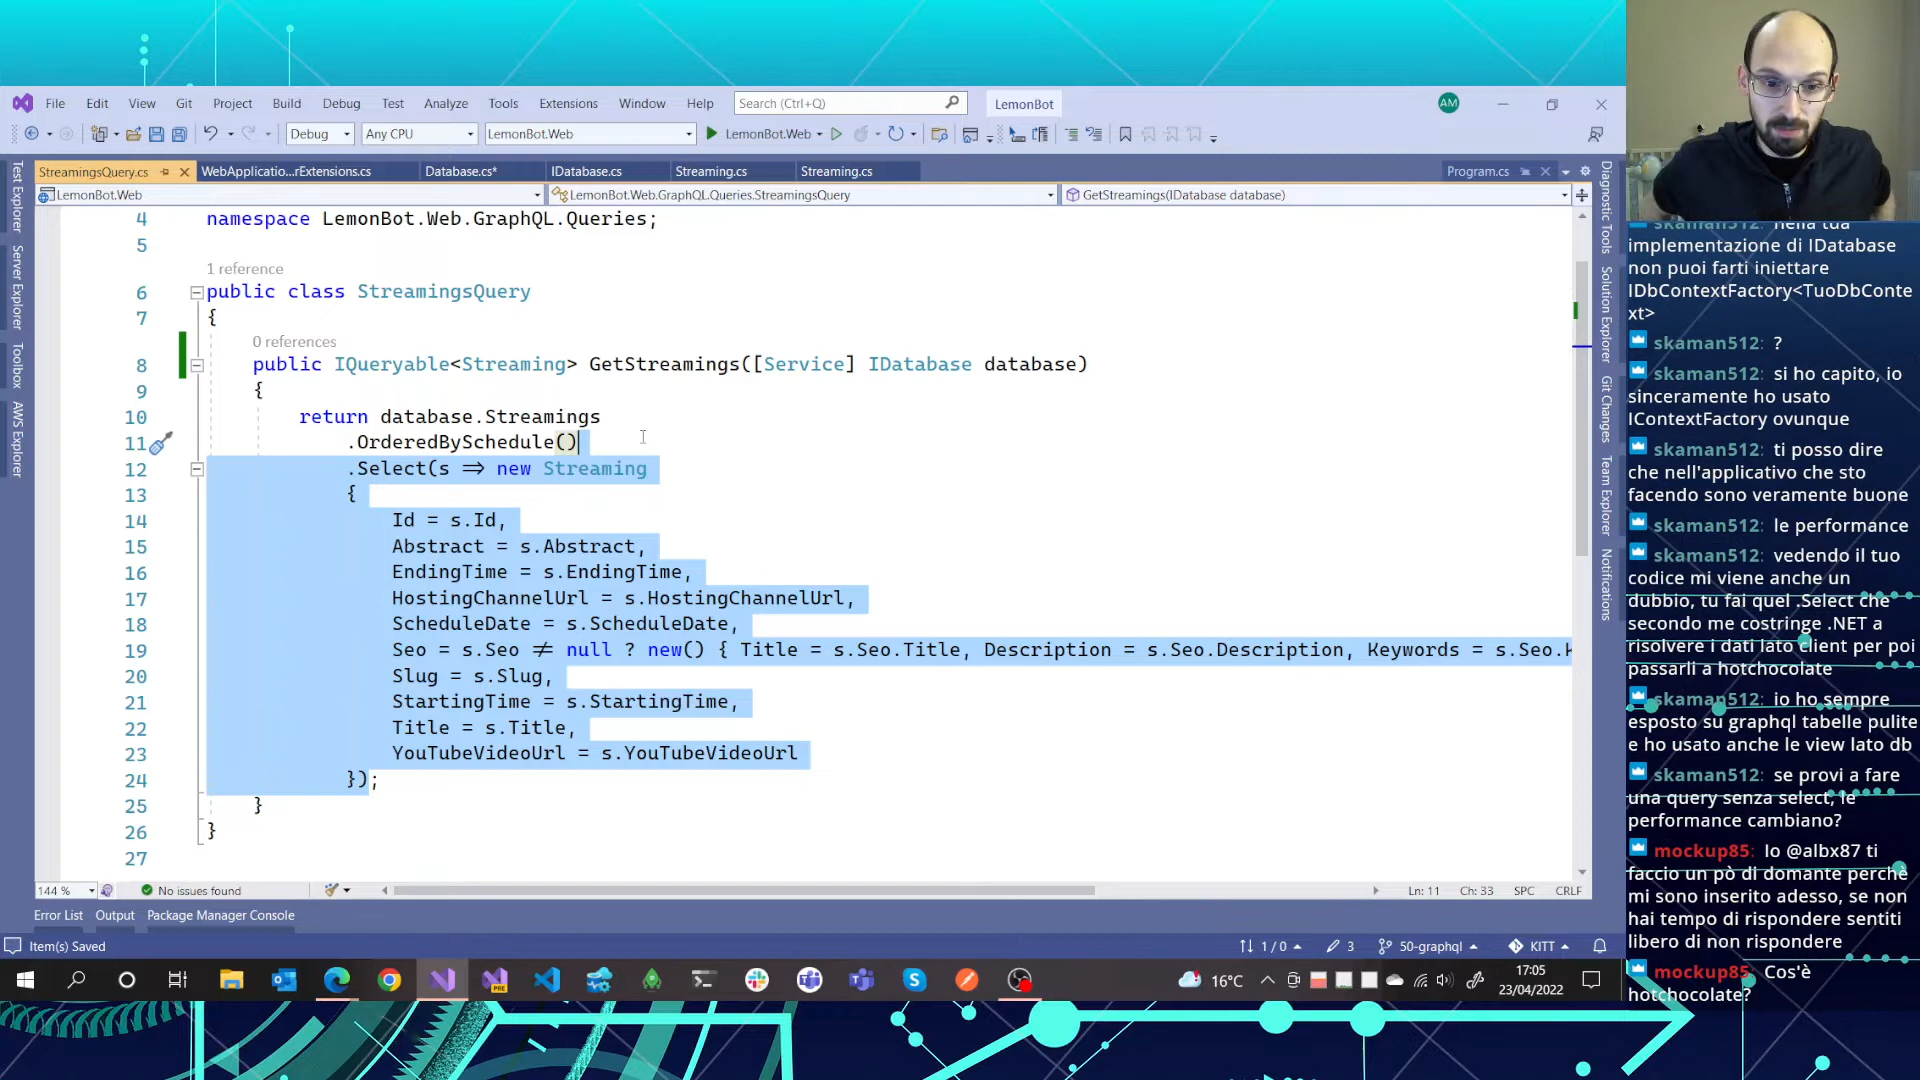 File Edit View Git Project Build Debug Test Analyze Tools Extensions Window Help Search (Ctrl+Q) LemonBot AM
Debug Any CPU LemonBot.Web LemonBot.Web
StreamingsQuery.cs WebApplicatio...rExtensions.cs Database.cs* IDatabase.cs Streaming.cs Streaming.cs Program.cs
LemonBot.Web LemonBot.Web.GraphQL.Queries.StreamingsQuery GetStreamings(IDatabase database)
Test Explorer
Server Explorer
Toolbox
AWS Explorer
4 namespace LemonBot.Web.GraphQL.Queries;
5
1 reference
6 public class StreamingsQuery
7 {
0 references
8 public IQueryable<Streaming> GetStreamings([Service] IDatabase database)
9 {
10 return database.Streamings
11 .OrderedBySchedule()
12 .Select(s => new Streaming
13 {
14 Id = s.Id,
15 Abstract = s.Abstract,
16 EndingTime = s.EndingTime,
17 HostingChannelUrl = s.HostingChannelUrl,
18 ScheduleDate = s.ScheduleDate,
19 Seo = s.Seo != null ? new() { Title = s.Seo.Title, Description = s.Seo.Description, Keywords = s.Seo.K
20 Slug = s.Slug,
21 StartingTime = s.StartingTime,
22 Title = s.Title,
23 YouTubeVideoUrl = s.YouTubeVideoUrl
24 });
25 }
26 }
27
Diagnostic Tools
Solution Explorer
Git Changes
Team Explorer
Notifications
144 % No issues found Ln: 11 Ch: 33 SPC CRLF
Error List Output Package Manager Console
Item(s) Saved 1 / 0 3 50-graphql KITT
PRE 16°C 17:05
23/04/2022
skaman512: nella tua
implementazione di IDatabase
non puoi farti iniettare
IDbContextFactory<TuoDbConte
xt>
skaman512: ?
skaman512: si ho capito, io
sinceramente ho usato
IContextFactory ovunque
skaman512: ti posso dire
che nell'applicativo che sto
facendo sono veramente buone
skaman512: le performance
skaman512: vedendo il tuo
codice mi viene anche un
dubbio, tu fai quel .Select che
secondo me costringe .NET a
risolvere i dati lato client per poi
passarli a hotchocolate
skaman512: io ho sempre
esposto su graphql tabelle pulite
e ho usato anche le view lato db
skaman512: se provi a fare
una query senza select, le
performance cambiano?
mockup85: Io @albx87 ti
faccio un pò di domante perchè
mi sono inserito adesso, se non
hai tempo di rispondere sentiti
libero di non rispondere
mockup85: Cos'è
hotchocolate?